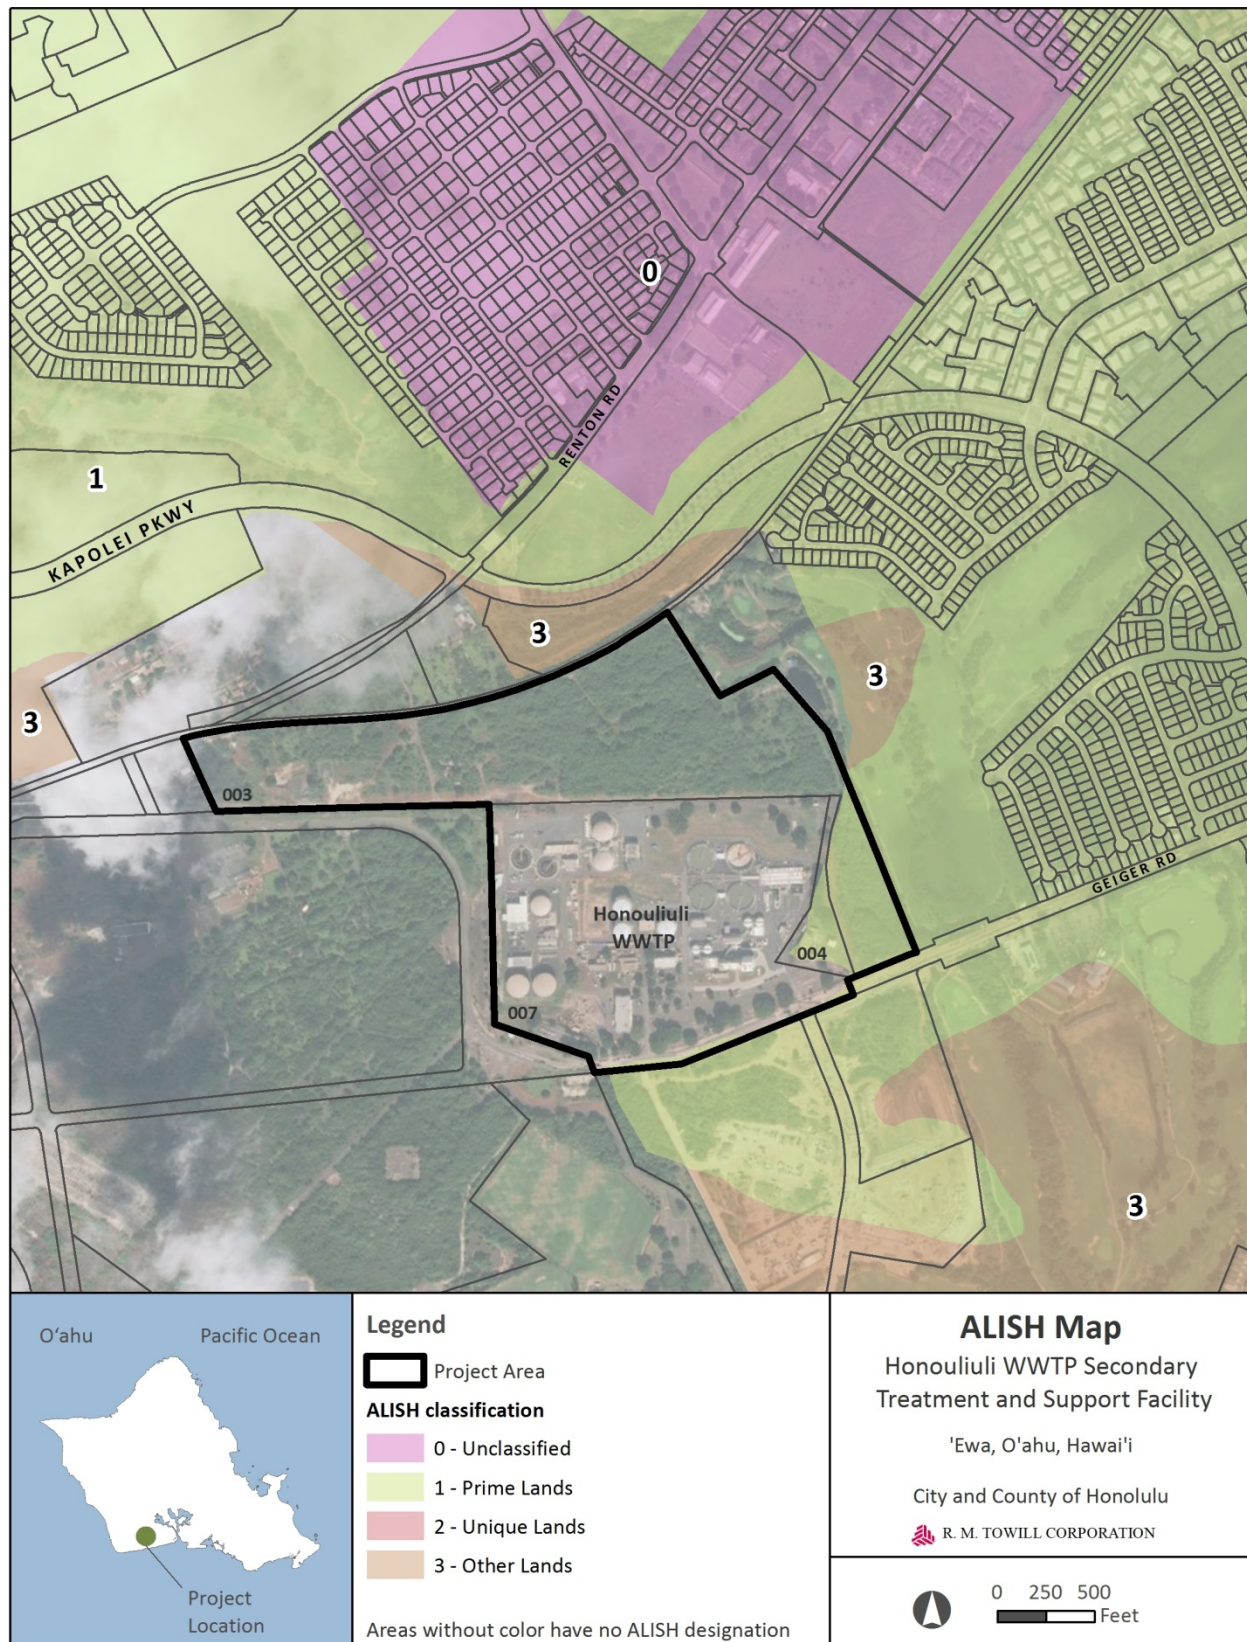 0
RENTON RD
1
KAPOLEI PKWY
3
3
3
003
GEIGER RD
Honouliuli
WWTP
004
007
3
Oʻahu
Pacific Ocean
Project
Location
Legend
Project Area
ALISH classification
0 - Unclassified
1 - Prime Lands
2 - Unique Lands
3 - Other Lands
Areas without color have no ALISH designation
ALISH Map
Honouliuli WWTP Secondary
Treatment and Support Facility
'Ewa, O'ahu, Hawai'i
City and County of Honolulu
R. M. TOWILL CORPORATION
0 250 500
Feet